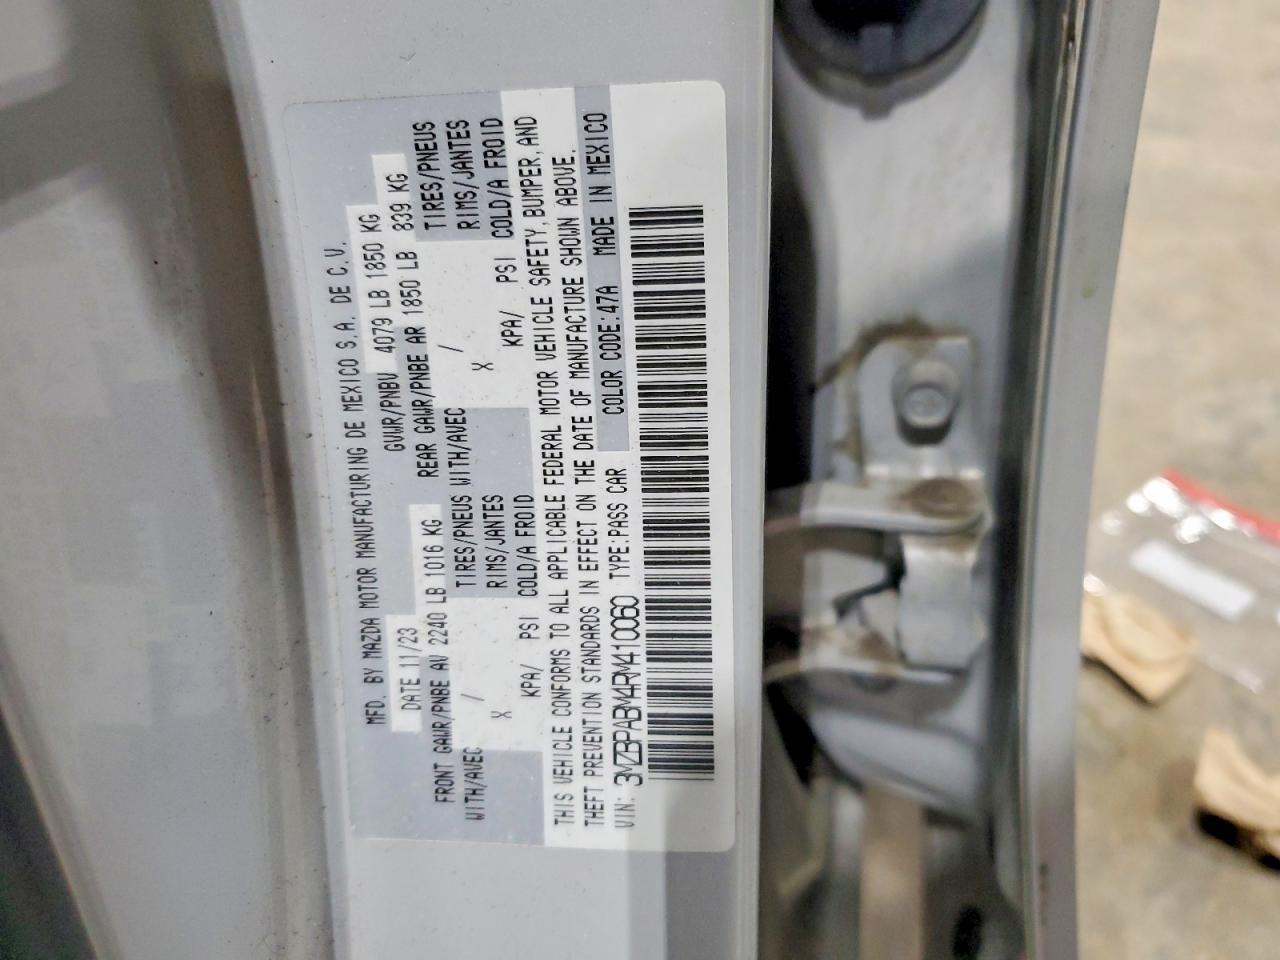 MFD. BY MAZDA MOTOR MANUFACTURING DE MEXICO S.A. DE C.V.
DATE 11/23 GVWR/PNBV 4079 LB 1850 KG
FRONT GAWR/PNBE AV 2240 LB 1016 KG REAR GAWR/PNBE AR 1850 LB 839 KG
WITH/AVEC / TIRES/PNEUS WITH/AVEC / TIRES/PNEUS
X RIMS/JANTES X RIMS/JANTES
KPA/ PSI COLD/A FROID KPA/ PSI COLD/A FROID
THIS VEHICLE CONFORMS TO ALL APPLICABLE FEDERAL MOTOR VEHICLE SAFETY, BUMPER, AND
THEFT PREVENTION STANDARDS IN EFFECT ON THE DATE OF MANUFACTURE SHOWN ABOVE.
VIN: 3MZBPABM4RM410060 TYPE:PASS CAR COLOR CODE:47A MADE IN MEXICO